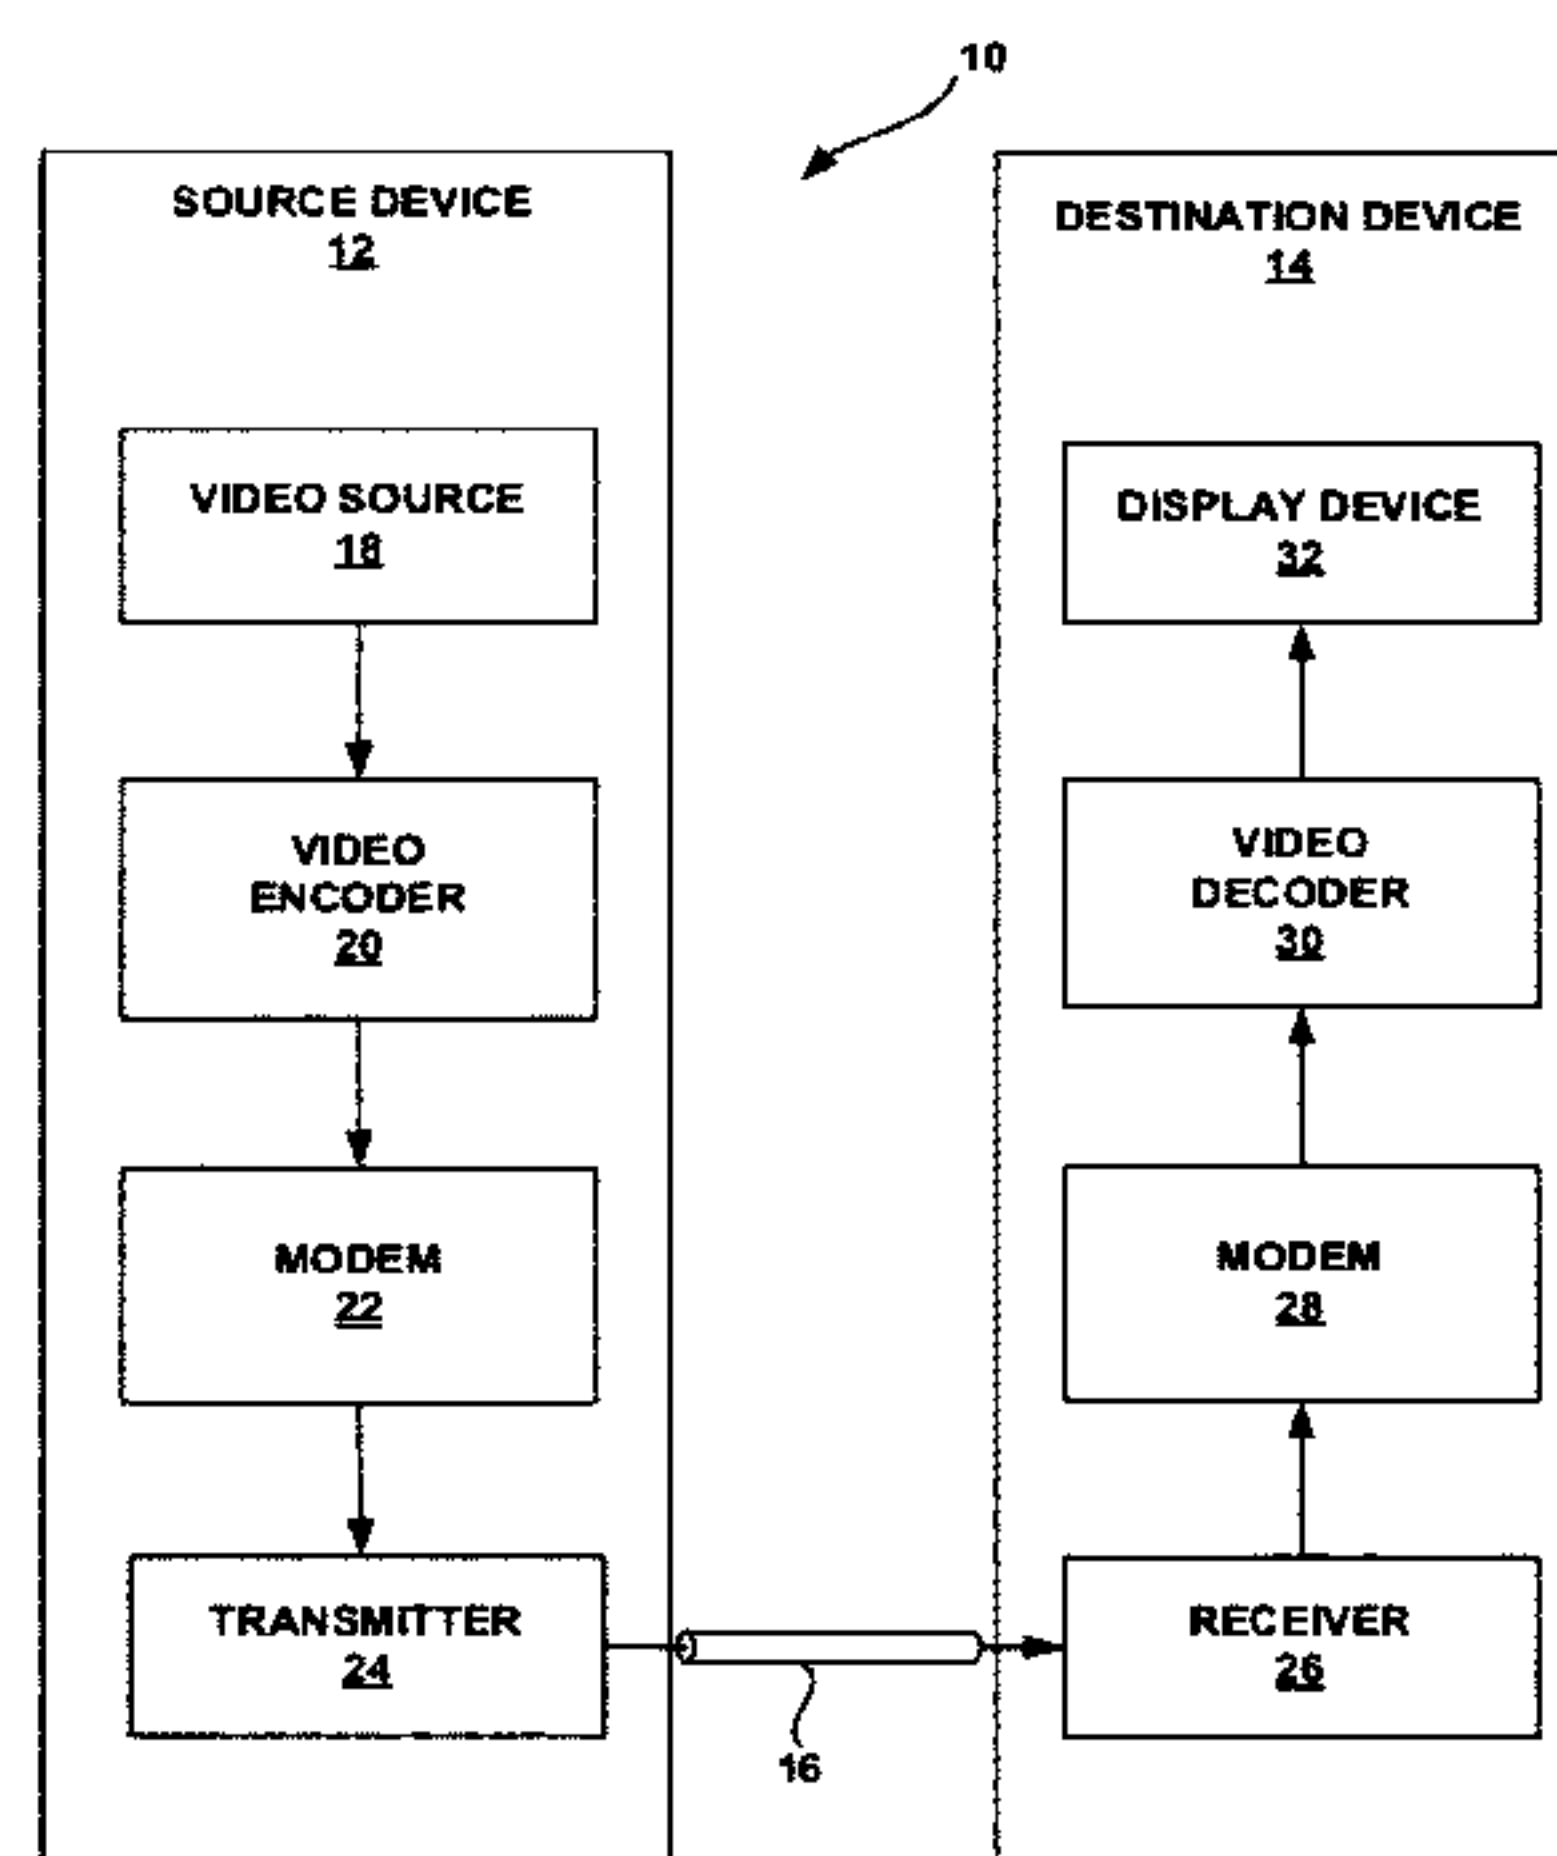 10
SOURCE DEVICE
12
VIDEO SOURCE
18
VIDEO
ENCODER
20
MODEM
22
TRANSMITTER
24
16
DESTINATION DEVICE
14
DISPLAY DEVICE
32
VIDEO
DECODER
30
MODEM
28
RECEIVER
26